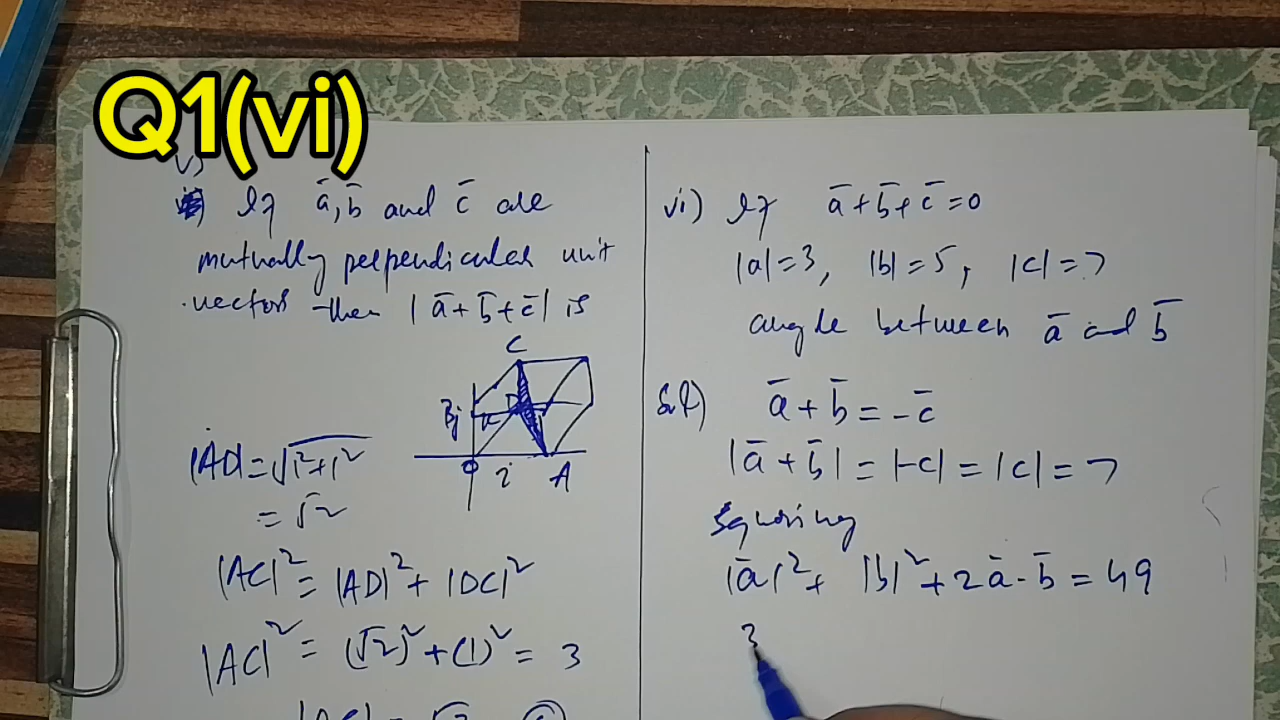 Q1(vi)
v)
If a̅, b̅ and c̅ are
mutually perpendicular unit
vectors then |a̅+b̅+c̅| is
C
B j k D
O i A
|AD| = √1²+1²
= √2
|AC|² = |AD|² + |DC|²
|AC|² = (√2)² + (1)² = 3
vi) If a̅+b̅+c̅=0
|a|=3, |b|=5, |c|=7
angle between a̅ and b̅
Sol)
a̅+b̅=-c̅
|a̅+b̅|=|-c|=|c|=7
Squaring
|a̅|²+|b|²+2a̅·b̅=49
3